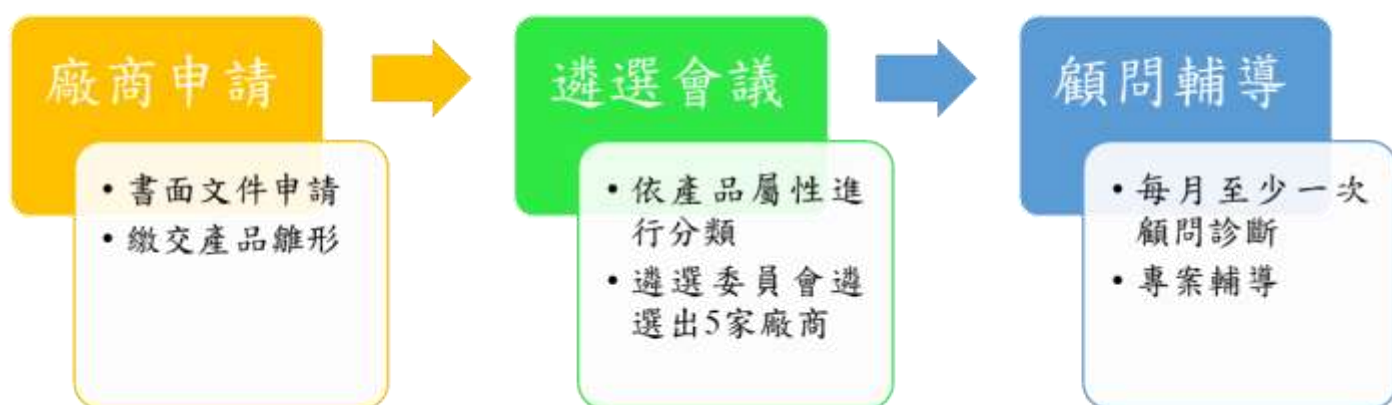 廠商申請
• 書面文件申請
• 繳交產品雛形
遴選會議
• 依產品屬性進
行分類
• 遴選委員會遴
選出5家廠商
顧問輔導
• 每月至少一次
顧問診斷
• 專案輔導